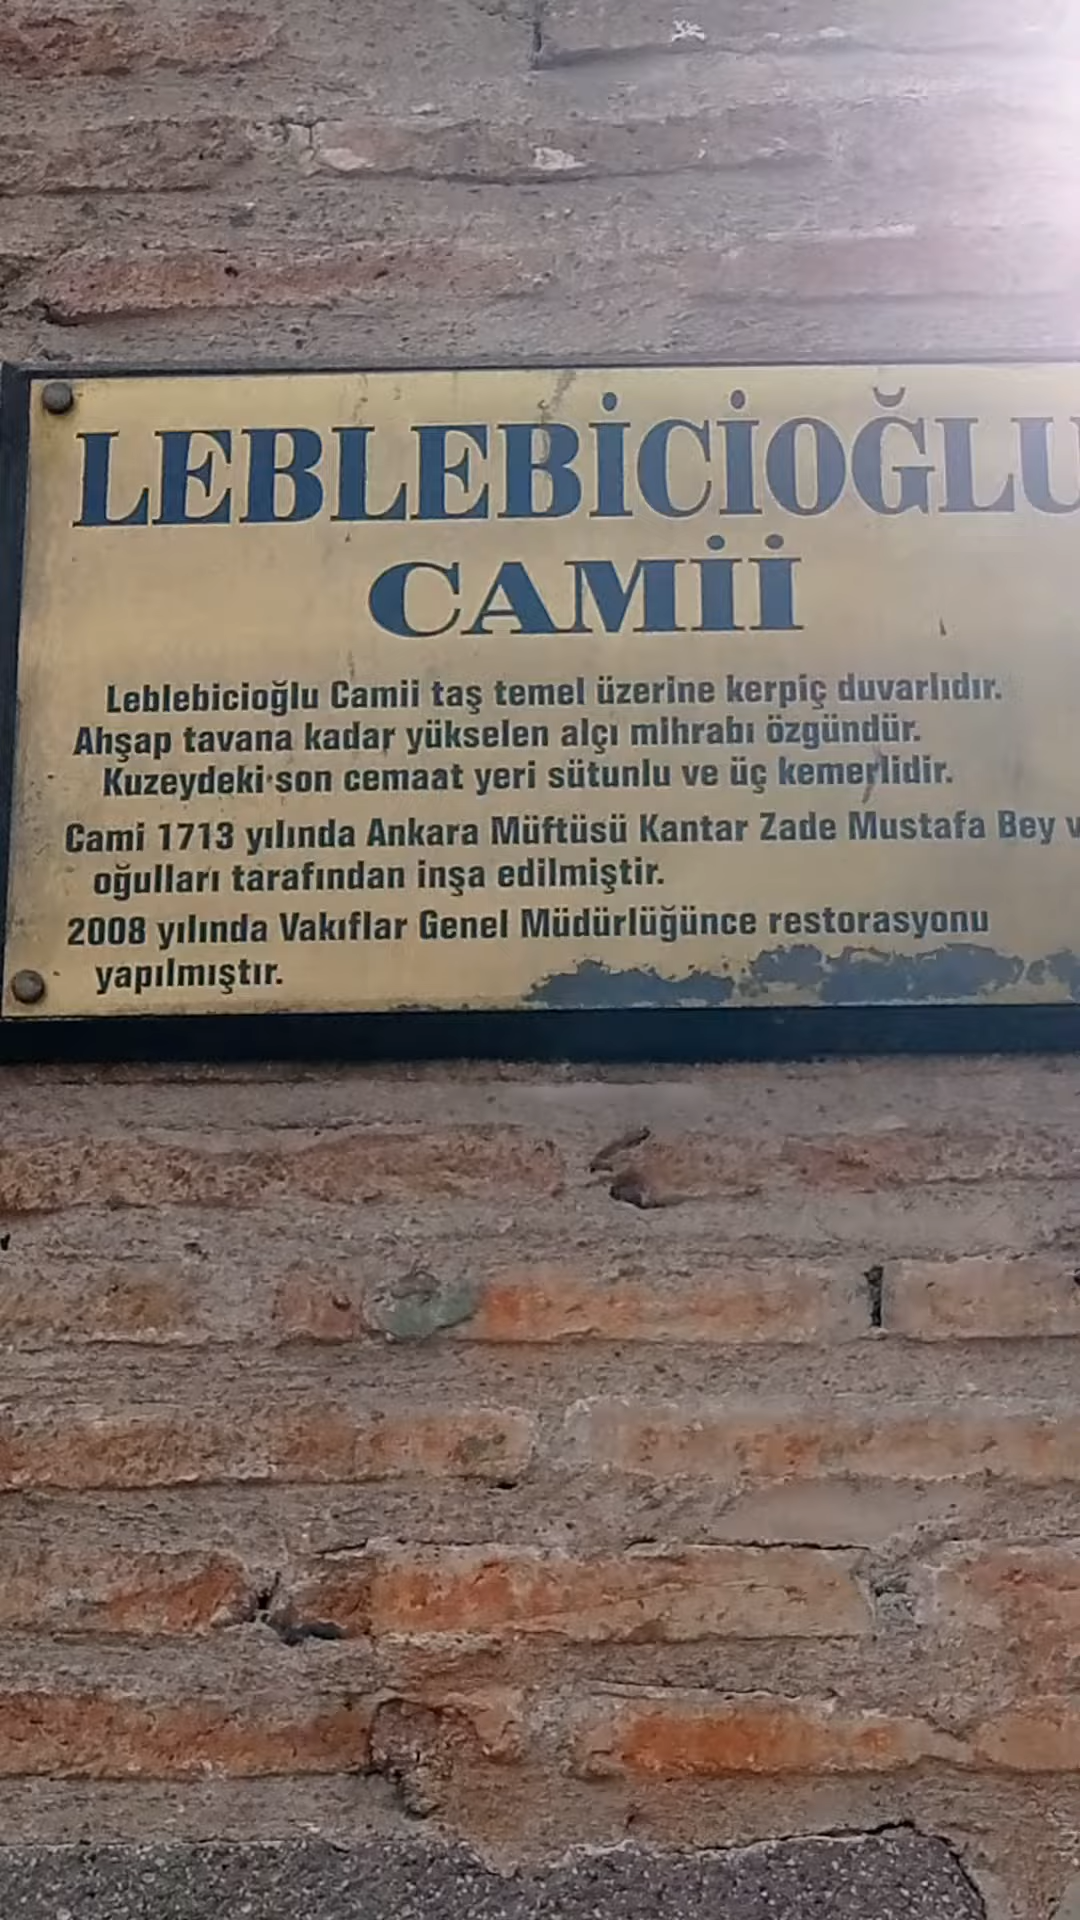 LEBLEBİCİOĞLU
CAMİİ
Leblebicioğlu Camii taş temel üzerine kerpiç duvarlıdır.
Ahşap tavana kadar yükselen alçı mihrabı özgündür.
Kuzeydeki son cemaat yeri sütunlu ve üç kemerlidir.
Cami 1713 yılında Ankara Müftüsü Kantar Zade Mustafa Bey
oğulları tarafından inşa edilmiştir.
2008 yılında Vakıflar Genel Müdürlüğünce restorasyonu
yapılmıştır.